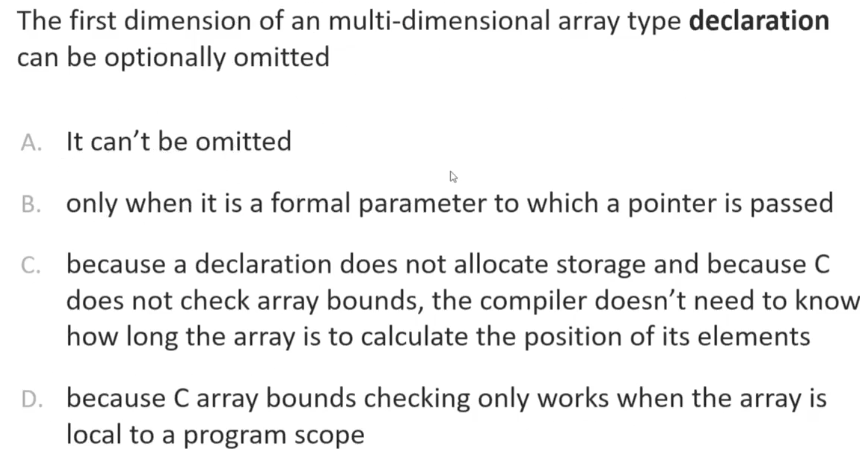 The first dimension of an multi-dimensional array type declaration
can be optionally omitted
A. It can't be omitted
B. only when it is a formal parameter to which a pointer is passed
C. because a declaration does not allocate storage and because C
does not check array bounds, the compiler doesn't need to know
how long the array is to calculate the position of its elements
D. because C array bounds checking only works when the array is
local to a program scope